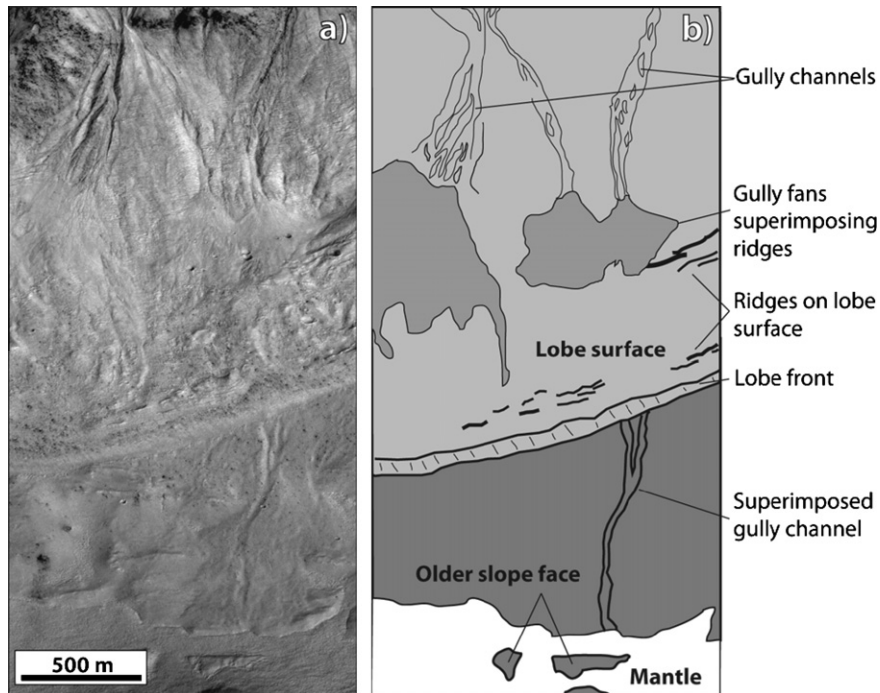 a)
500 m
b)
Gully channels
Gully fans
superimposing
ridges
Ridges on lobe
surface
Lobe surface
Lobe front
Superimposed
gully channel
Older slope face
Mantle